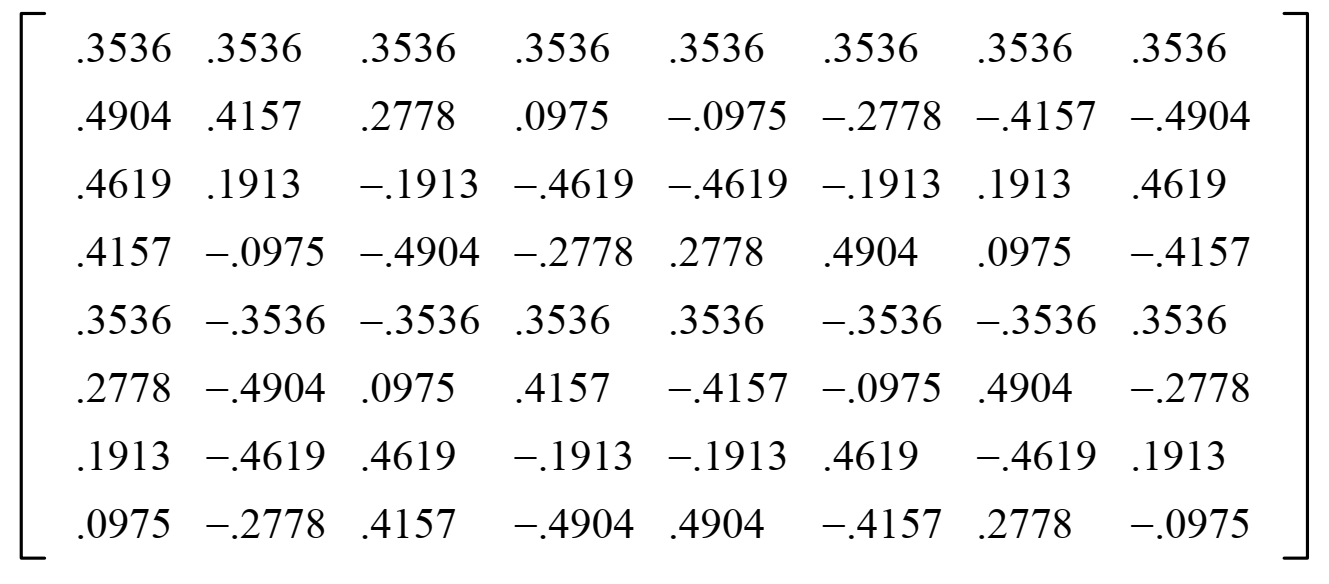 .3536 .3536 .3536 .3536 .3536 .3536 .3536 .3536
.4904 .4157 .2778 .0975 −.0975 −.2778 −.4157 −.4904
.4619 .1913 −.1913 −.4619 −.4619 −.1913 .1913 .4619
.4157 −.0975 −.4904 −.2778 .2778 .4904 .0975 −.4157
.3536 −.3536 −.3536 .3536 .3536 −.3536 −.3536 .3536
.2778 −.4904 .0975 .4157 −.4157 −.0975 .4904 −.2778
.1913 −.4619 .4619 −.1913 −.1913 .4619 −.4619 .1913
.0975 −.2778 .4157 −.4904 .4904 −.4157 .2778 −.0975